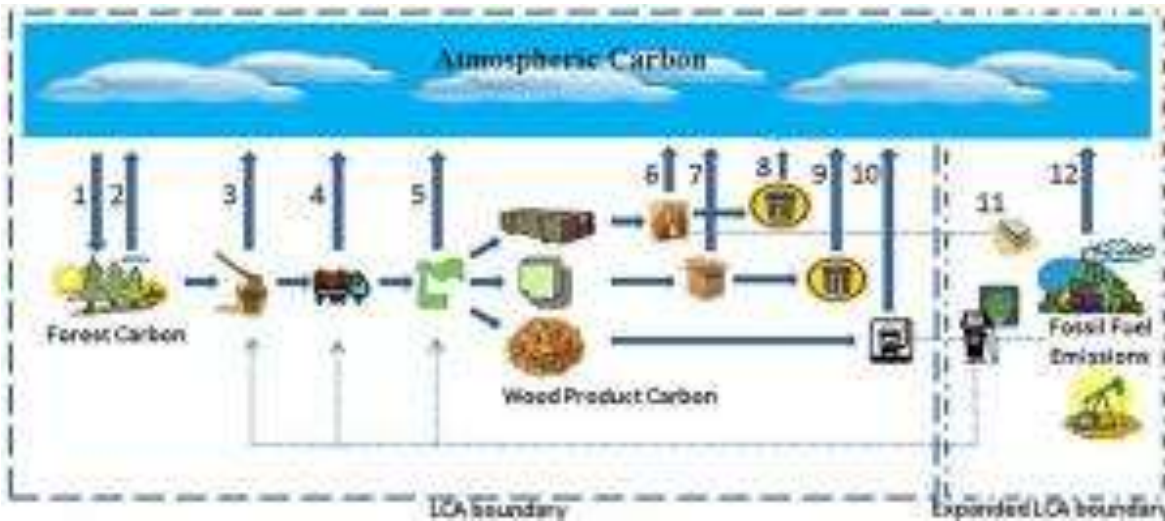 Atmospheric Carbon
1 2 3 4 5 6 7 8 9 10 11 12
Forest Carbon
Fossil Fuel
Emissions
Wood Product Carbon
LCA boundary
Expanded LCA boundary